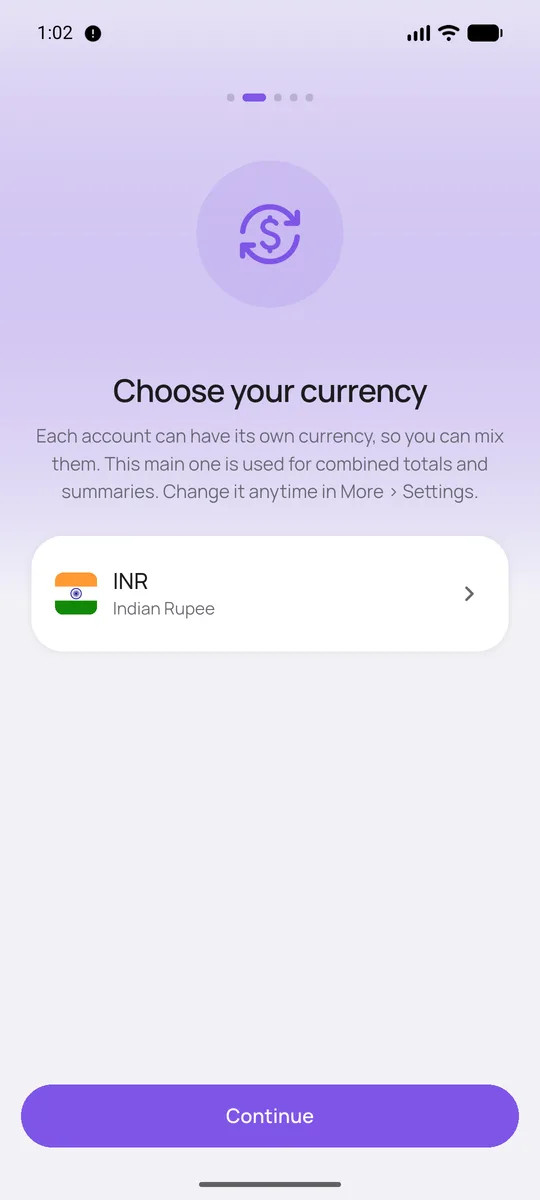 1:02
Choose your currency
Each account can have its own currency, so you can mix
them. This main one is used for combined totals and
summaries. Change it anytime in More > Settings.
INR
Indian Rupee
Continue